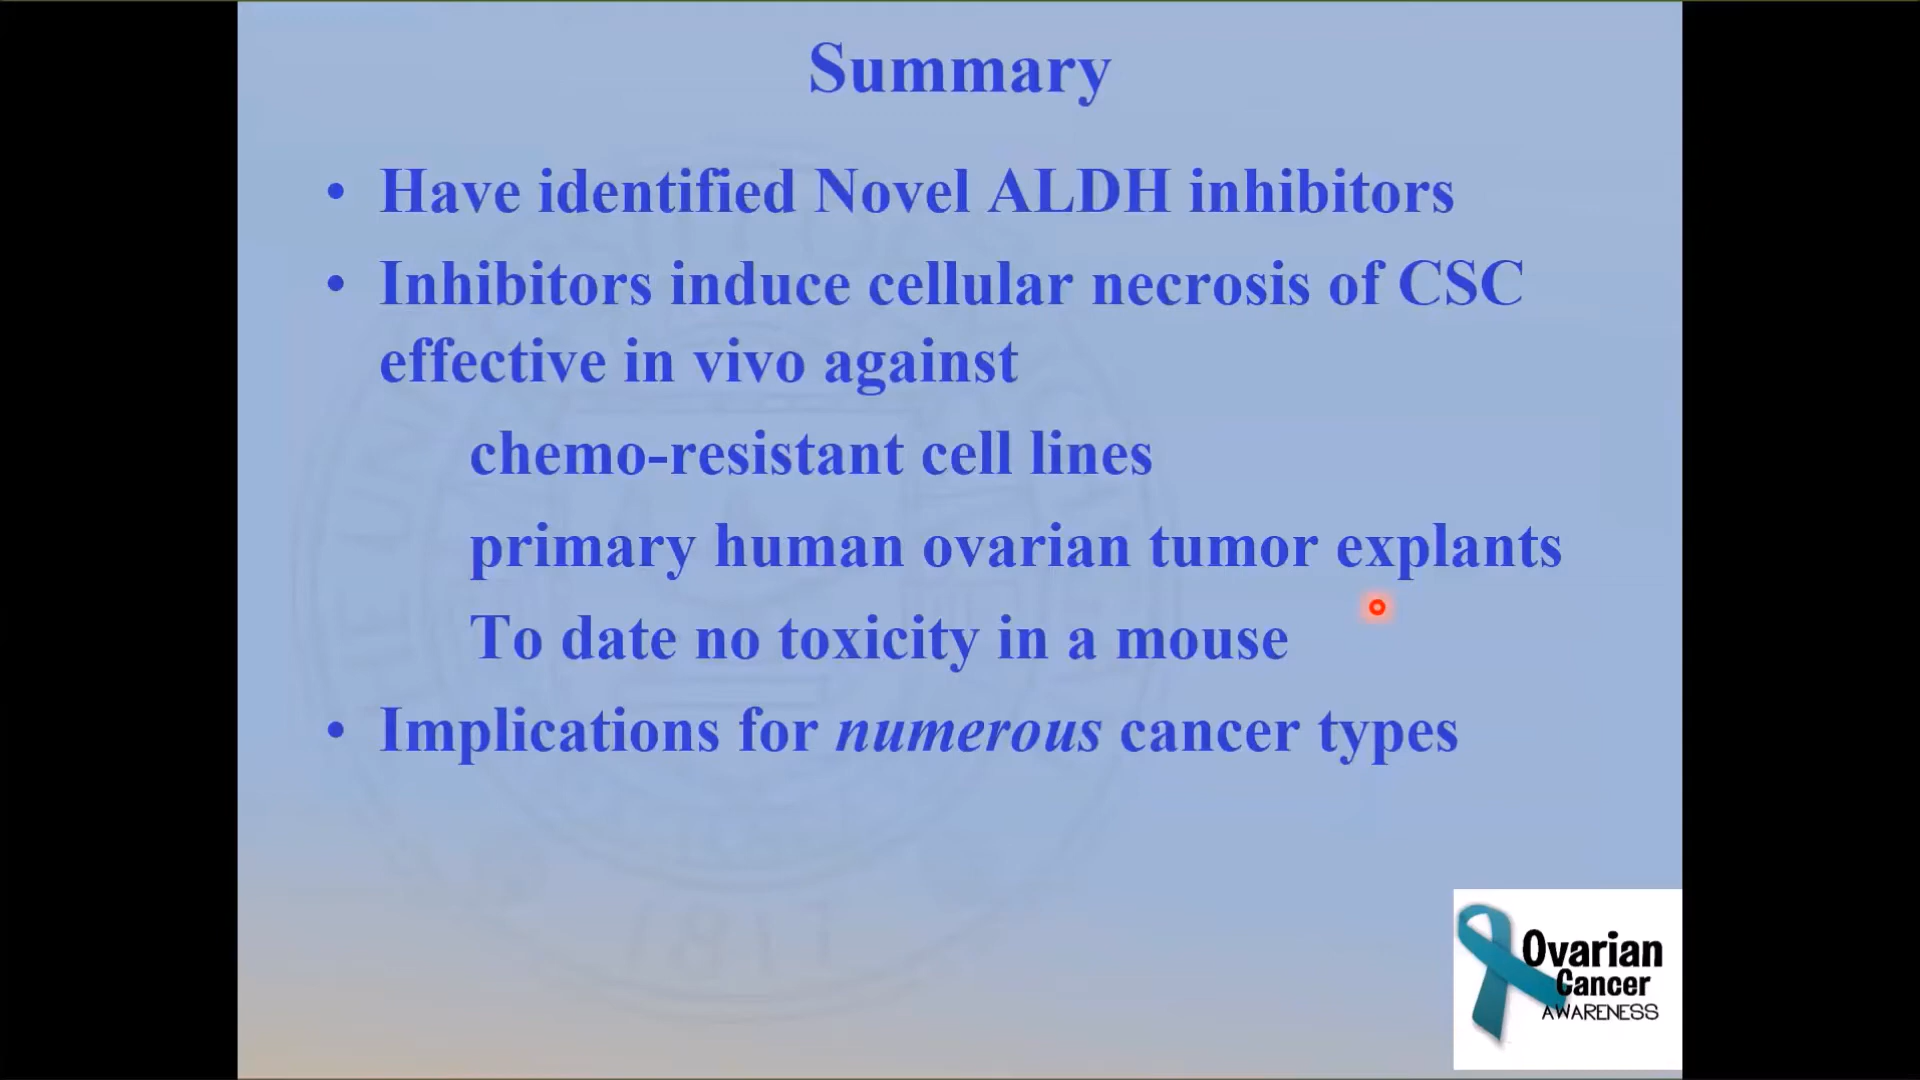 Summary
• Have identified Novel ALDH inhibitors
• Inhibitors induce cellular necrosis of CSC
effective in vivo against
chemo-resistant cell lines
primary human ovarian tumor explants
To date no toxicity in a mouse
• Implications for numerous cancer types
1817
Ovarian
Cancer
AWARENESS